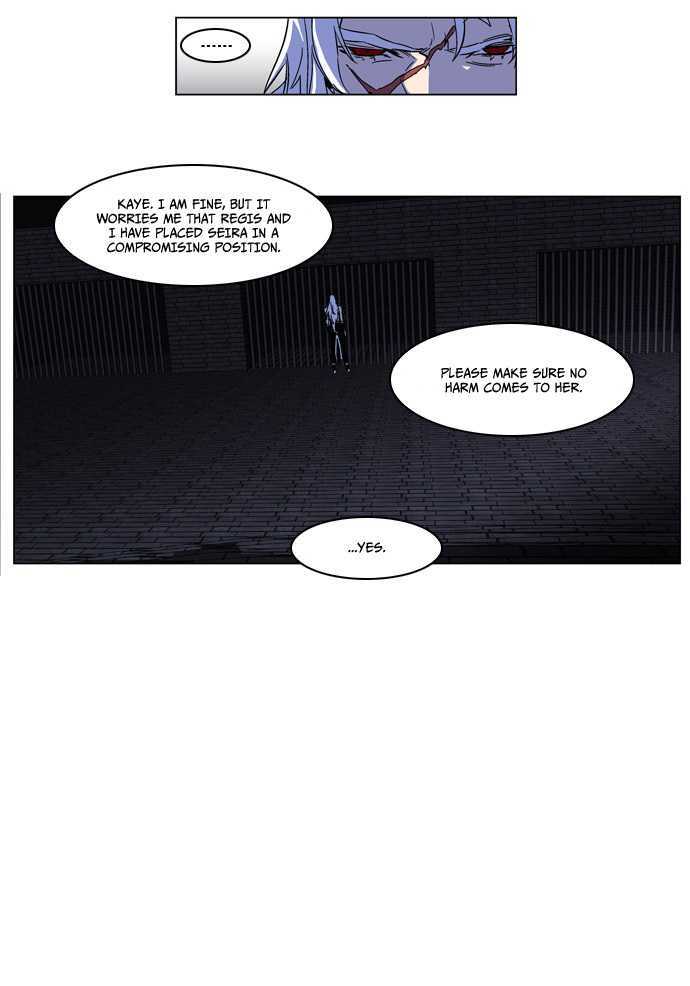 ------
KAYE. I AM FINE, BUT IT
WORRIES ME THAT REGIS AND
I HAVE PLACED SEIRA IN A
COMPROMISING POSITION.
PLEASE MAKE SURE NO
HARM COMES TO HER.
...YES.